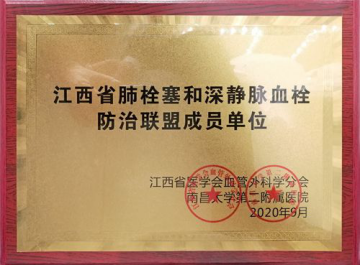 江西省肺栓塞和深静脉血栓
防治联盟成员单位
江西省医学会血管外科学分会
南昌大学第二附属医院
2020年9月